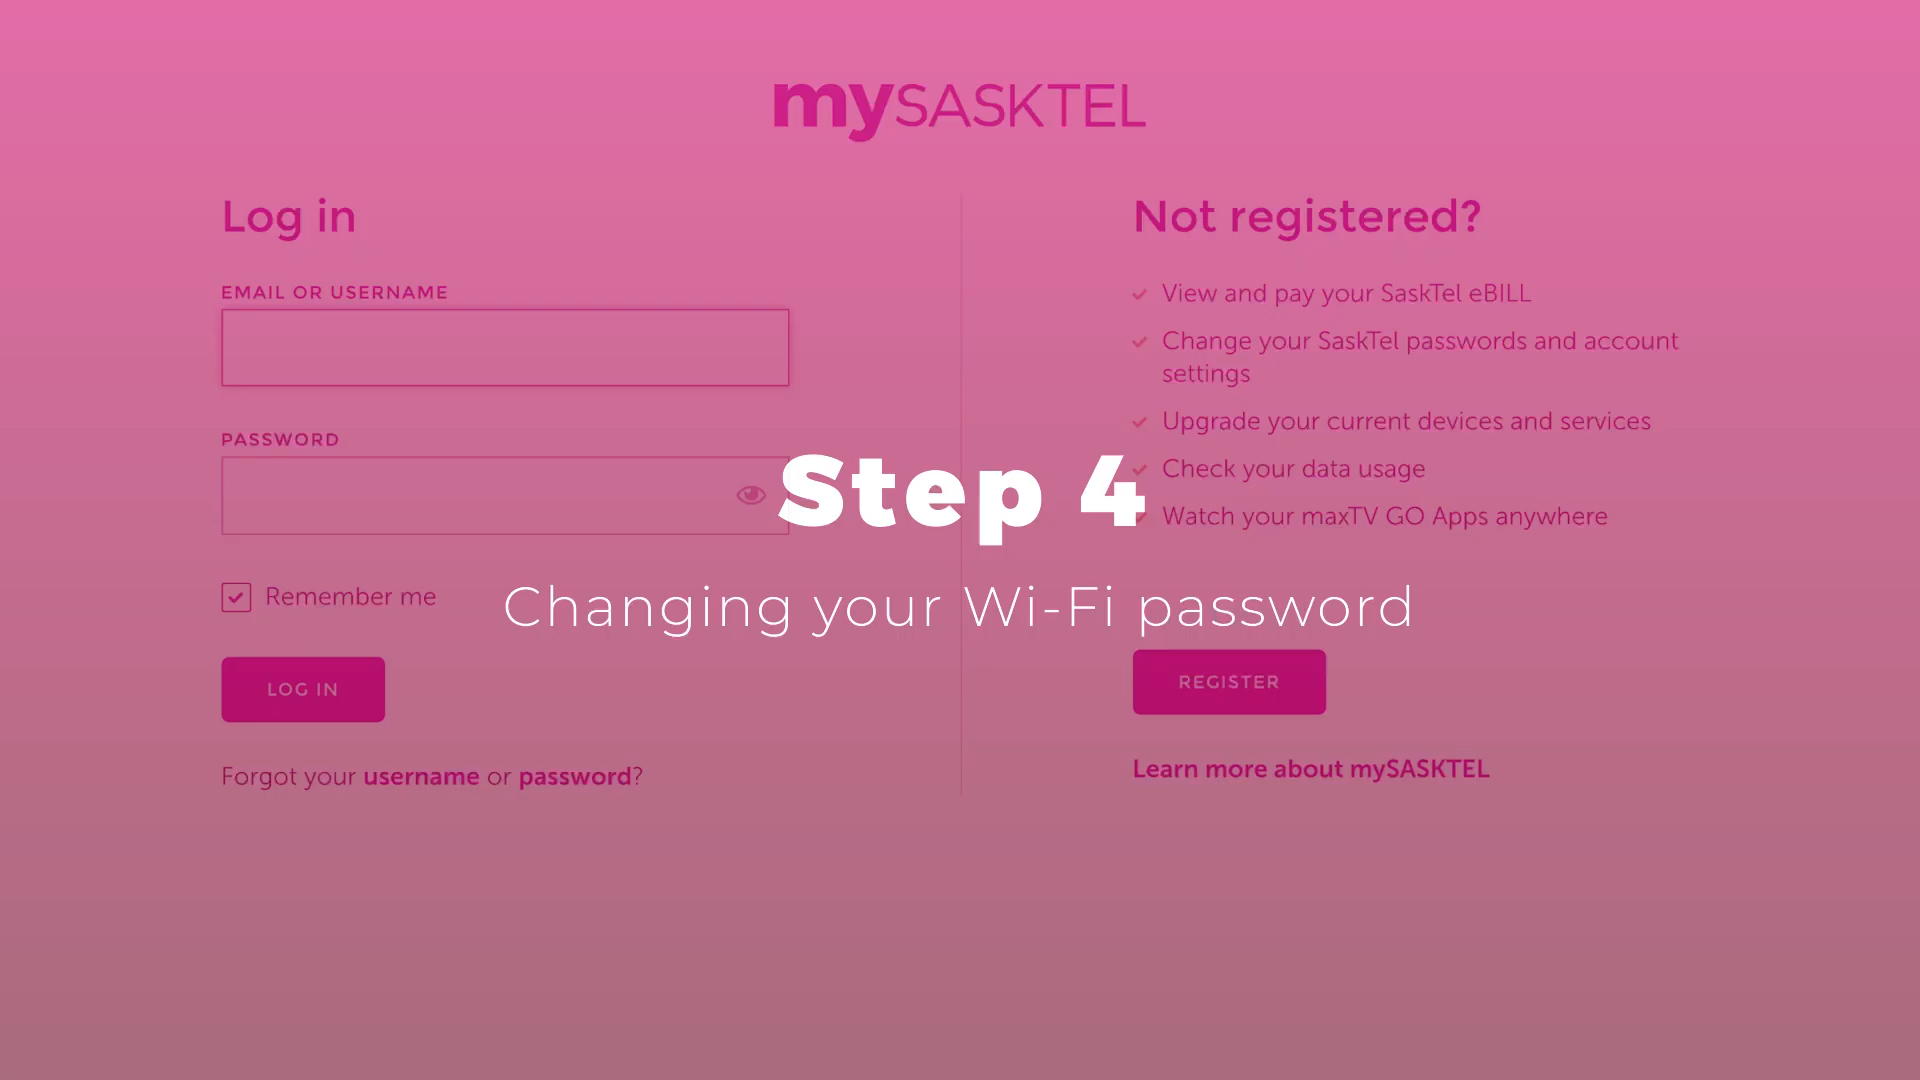 mySASKTEL
Log in
EMAIL OR USERNAME
PASSWORD
Remember me
LOG IN
Forgot your username or password?
Not registered?
View and pay your SaskTel eBILL
Change your SaskTel passwords and account
settings
Upgrade your current devices and services
Check your data usage
Watch your maxTV GO Apps anywhere
REGISTER
Learn more about mySASKTEL
Step 4
Changing your Wi-Fi password